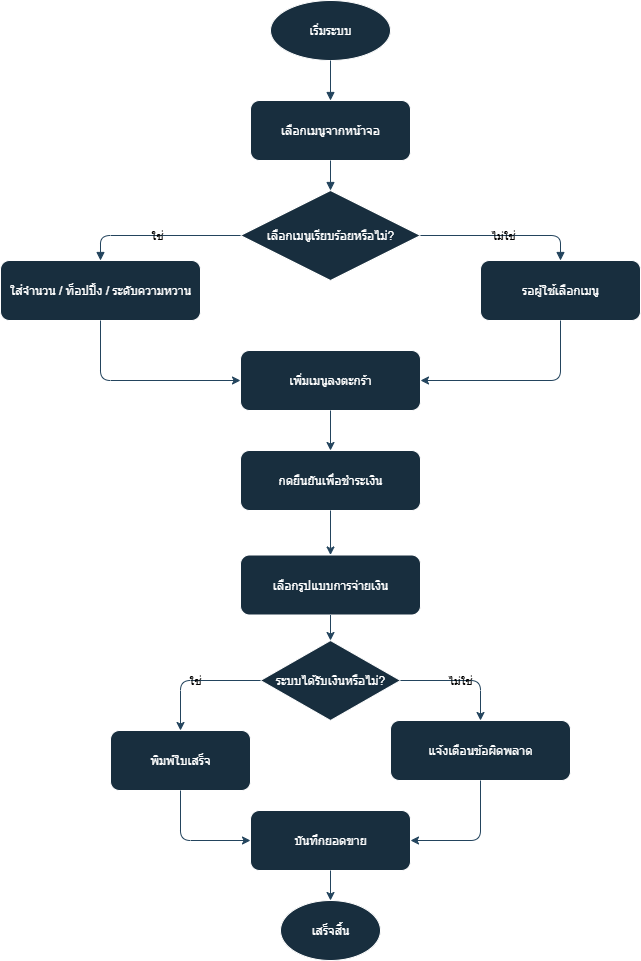 เริ่มระบบ
เลือกเมนูจากหน้าจอ
เลือกเมนูเรียบร้อยหรือไม่?
ใช่
ไม่ใช่
ใส่จำนวน / ท็อปปิ้ง / ระดับความหวาน
รอผู้ใช้เลือกเมนู
เพิ่มเมนูลงตะกร้า
กดยืนยันเพื่อชำระเงิน
เลือกรูปแบบการจ่ายเงิน
ระบบได้รับเงินหรือไม่?
ใช่
ไม่ใช่
พิมพ์ใบเสร็จ
แจ้งเตือนข้อผิดพลาด
บันทึกยอดขาย
เสร็จสิ้น